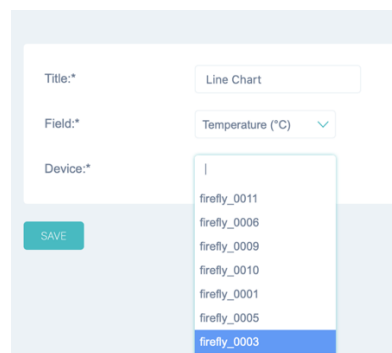 Title:*
Line Chart
Field:*
Temperature (°C)
Device:*
firefly_0011
firefly_0006
firefly_0009
firefly_0010
firefly_0001
firefly_0005
SAVE
firefly_0003